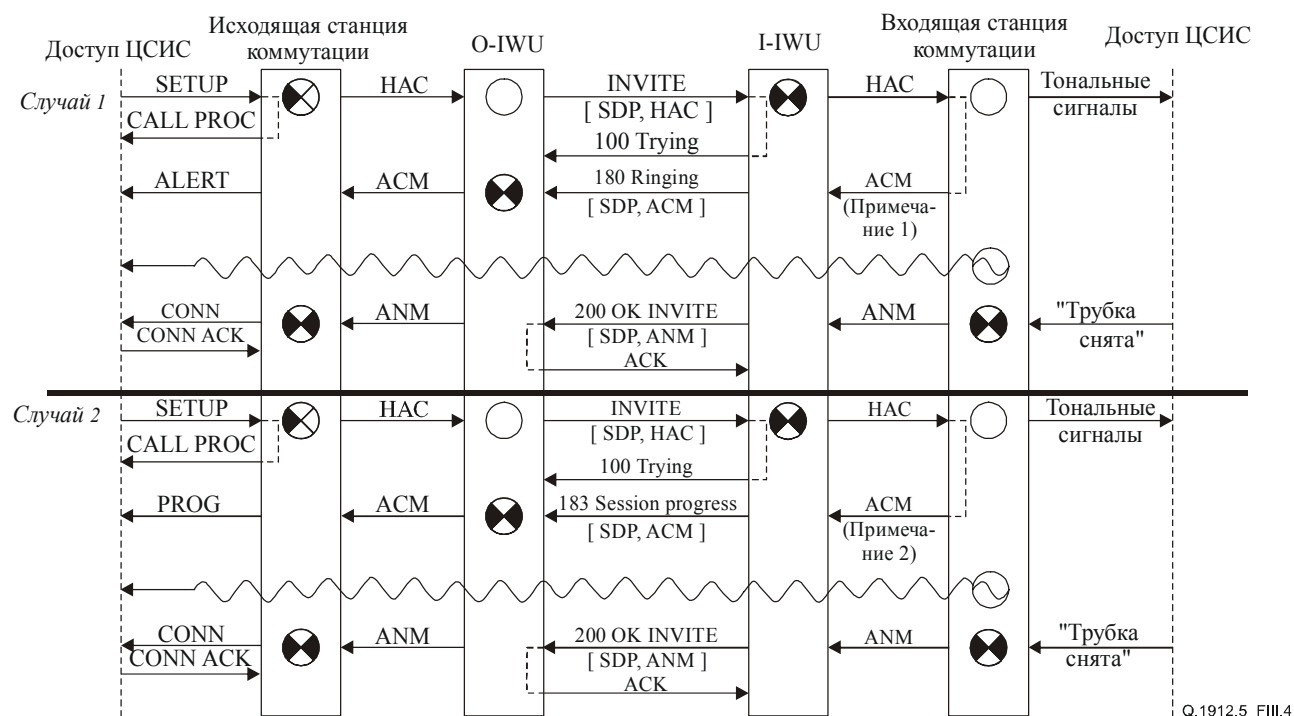 Доступ ЦСИС
Исходящая станция
коммутации
O-IWU
I-IWU
Входящая станция
коммутации
Доступ ЦСИС
Случай 1
SETUP
НАС
INVITE
[ SDP, HAC ]
НАС
Тональные
сигналы
CALL PROC
100 Trying
ALERT
ACM
180 Ringing
[ SDP, ACM ]
ACM
(Примеча-
ние 1)
CONN
CONN ACK
ANM
200 OK INVITE
[ SDP, ANM ]
ACK
ANM
"Трубка
снята"
Случай 2
SETUP
НАС
INVITE
[ SDP, HAC ]
НАС
Тональные
сигналы
CALL PROC
100 Trying
PROG
ACM
183 Session progress
[ SDP, ACM ]
ACM
(Примеча-
ние 2)
CONN
CONN ACK
ANM
200 OK INVITE
[ SDP, ANM ]
ACK
ANM
"Трубка
снята"
Q.1912.5_FIII.4